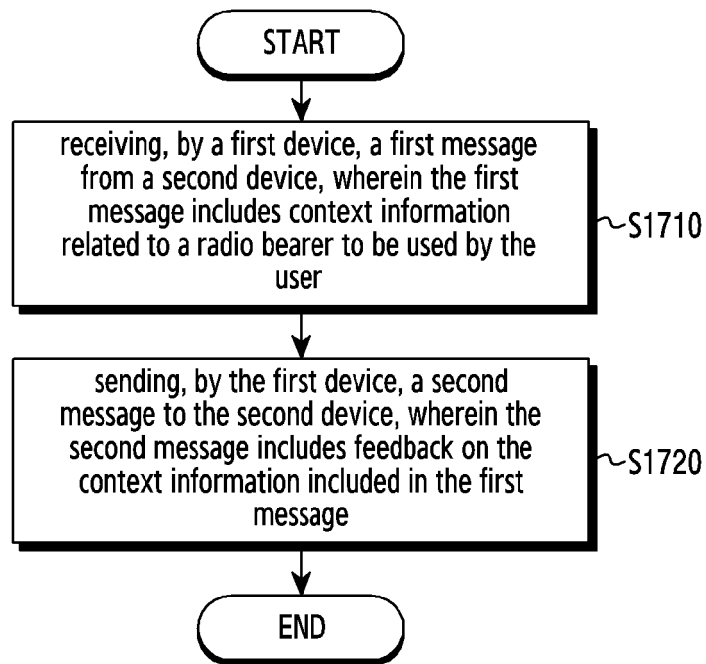 START
receiving, by a first device, a first message
from a second device, wherein the first
message includes context information
related to a radio bearer to be used by the
user
S1710
sending, by the first device, a second
message to the second device, wherein the
second message includes feedback on the
context information included in the first
message
S1720
END